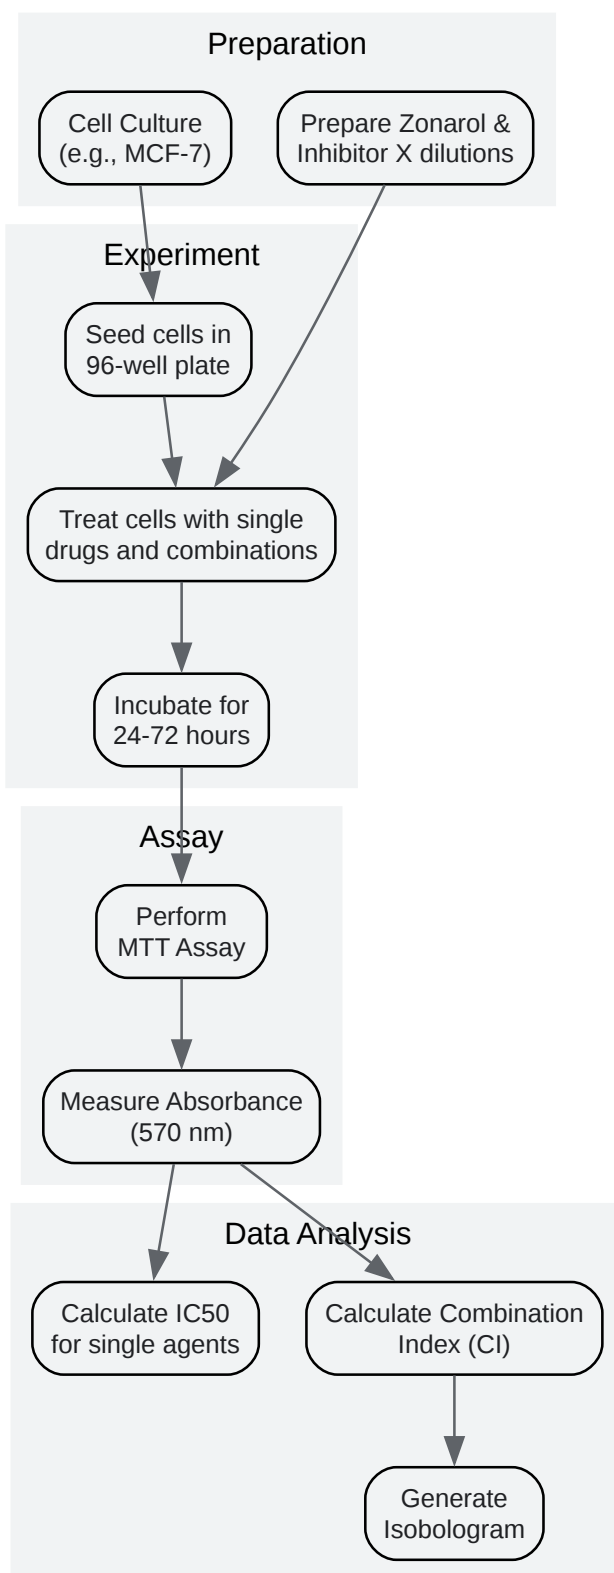 Preparation
Cell Culture
(e.g., MCF-7)
Prepare Zonarol &
Inhibitor X dilutions
Experiment
Seed cells in
96-well plate
Treat cells with single
drugs and combinations
Incubate for
24-72 hours
Assay
Perform
MTT Assay
Measure Absorbance
(570 nm)
Data Analysis
Calculate IC50
for single agents
Calculate Combination
Index (CI)
Generate
Isobologram